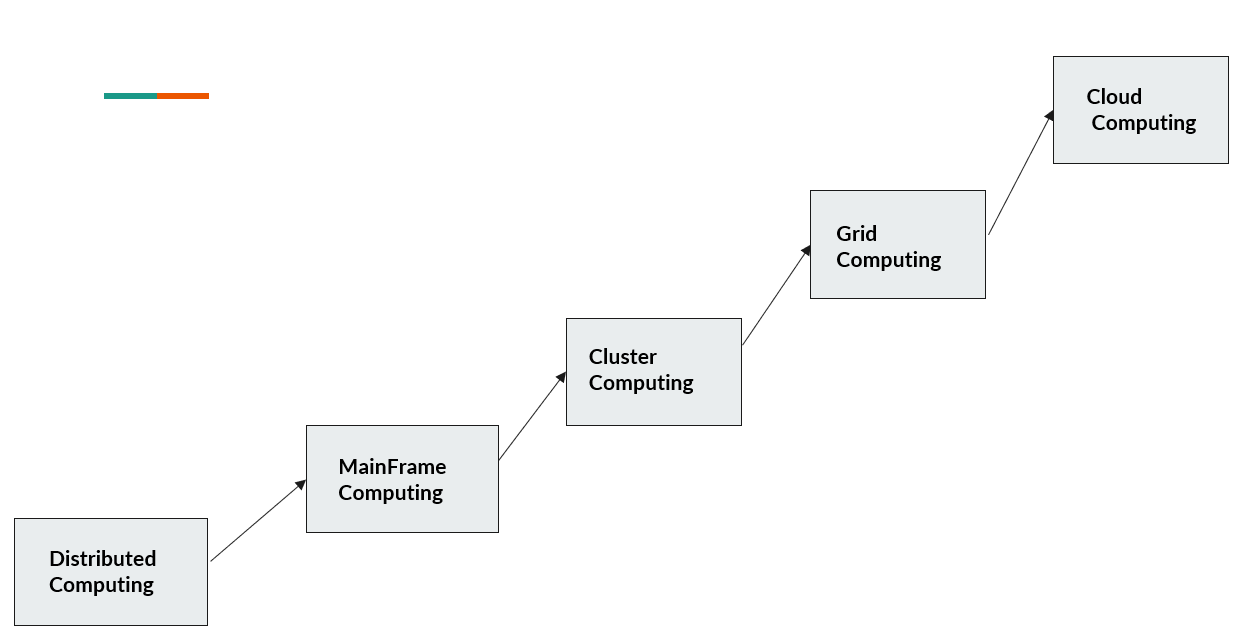 Distributed
Computing
MainFrame
Computing
Cluster
Computing
Grid
Computing
Cloud
Computing